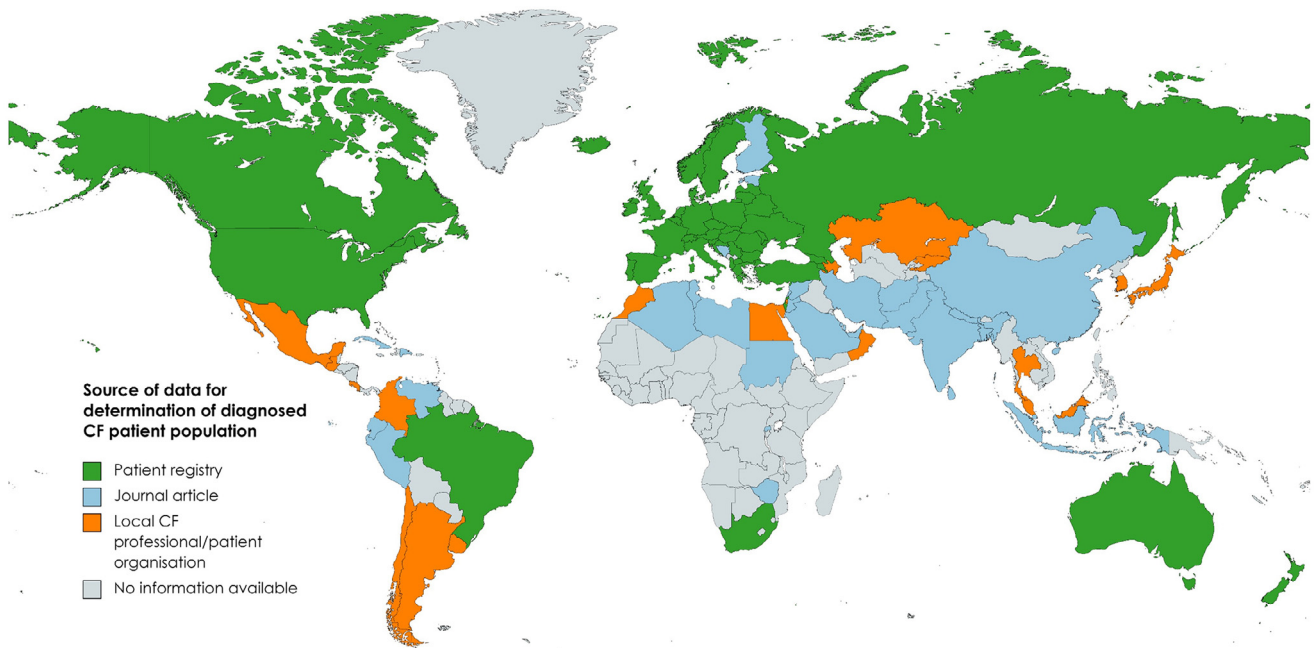 Source of data for
determination of diagnosed
CF patient population
Patient registry
Journal article
Local CF
professional/patient
organisation
No information available